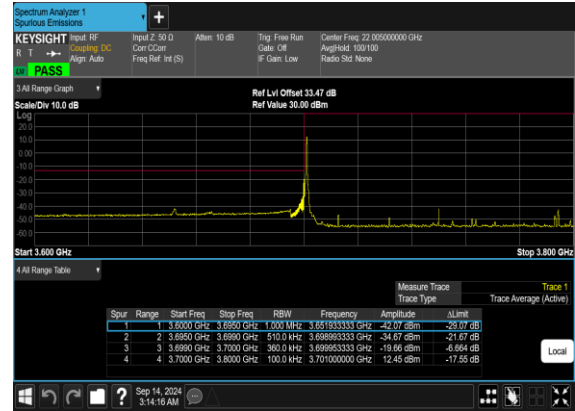 Spectrum Analyzer 1
Spurious Emissions
KEYSIGHT Input: RF Input Z: 50 Ω Atten: 10 dB Trig: Free Run Center Freq: 22.005000000 GHz
R T Coupling: DC Corr CCorr Gate: Off Avg|Hold: 100/100
Align: Auto Freq Ref: Int (S) IF Gain: Low Radio Std: None
PASS
3 All Range Graph Ref Lvl Offset 33.47 dB
Scale/Div 10.0 dB Ref Value 30.00 dBm
Log
20.0
10.0
0.00
-10.0
-20.0
-30.0
-40.0
-50.0
-60.0
Start 3.600 GHz Stop 3.800 GHz
4 All Range Table
Measure Trace Trace 1
Trace Type Trace Average (Active)
Spur Range Start Freq Stop Freq RBW Frequency Amplitude ΔLimit
1 1 3.6000 GHz 3.6950 GHz 1.000 MHz 3.651933333 GHz -42.07 dBm -29.07 dB
2 2 3.6950 GHz 3.6990 GHz 510.0 kHz 3.698993333 GHz -34.67 dBm -21.67 dB
3 3 3.6990 GHz 3.7000 GHz 360.0 kHz 3.699953333 GHz -19.66 dBm -6.664 dB
4 4 3.7000 GHz 3.8000 GHz 100.0 kHz 3.701000000 GHz 12.45 dBm -17.55 dB
Local
? Sep 14, 2024
3:14:16 AM